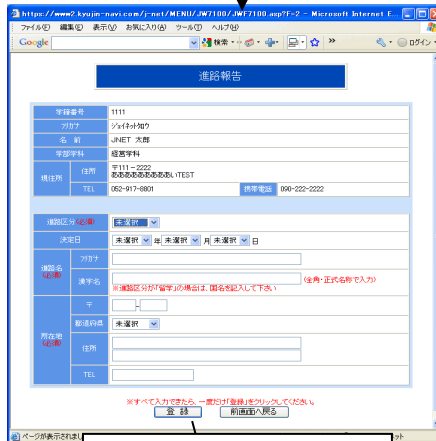 https://www2.kyujin-navi.com/j-net/MENU/JW7100/JWF7100.asp?F=2 - Microsoft Internet E...
ファイル(F) 編集(E) 表示(V) お気に入り(A) ツール(T) ヘルプ(H)
Google 検索 ログイン
進路報告
学籍番号 1111
フリガナ ジェイネットタロウ
名 前 JNET 太郎
学部学科 経営学科
現住所 住所 〒111-2222
ああああああああああいTEST
TEL 052-917-8801 携帯電話 090-222-2222
進路区分(必須) 未選択
決定日 未選択 年 未選択 月 未選択 日
進路名
(必須)
フリガナ
漢字名 (全角・正式名称で入力)
※進路区分が「留学」の場合は、国名を記入して下さい
所在地
(必須)
〒 -
都道府県 未選択
住所
TEL
※すべて入力できたら、一度だけ「登録」をクリックしてください。
登 録 前画面へ戻る
ページが表示されまし